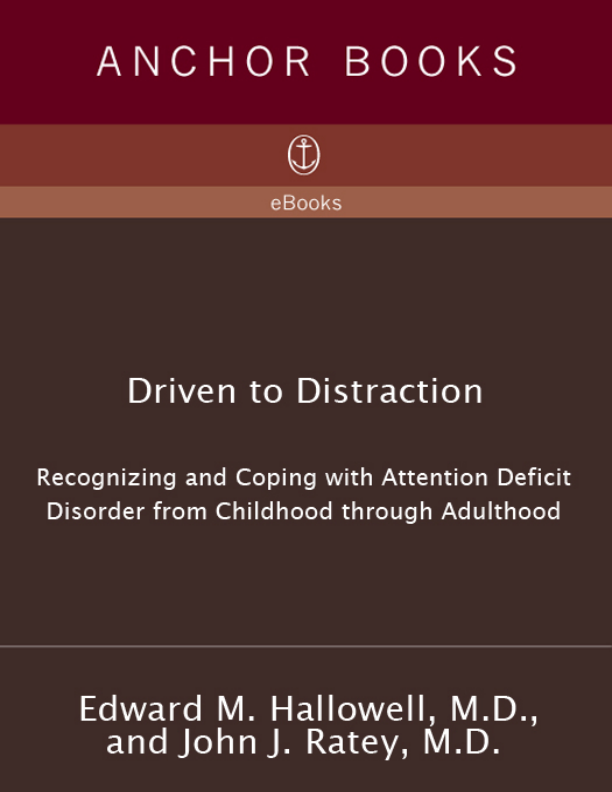 ANCHOR BOOKS
eBooks
Driven to Distraction
Recognizing and Coping with Attention Deficit
Disorder from Childhood through Adulthood
Edward M. Hallowell, M.D.,
and John J. Ratey, M.D.